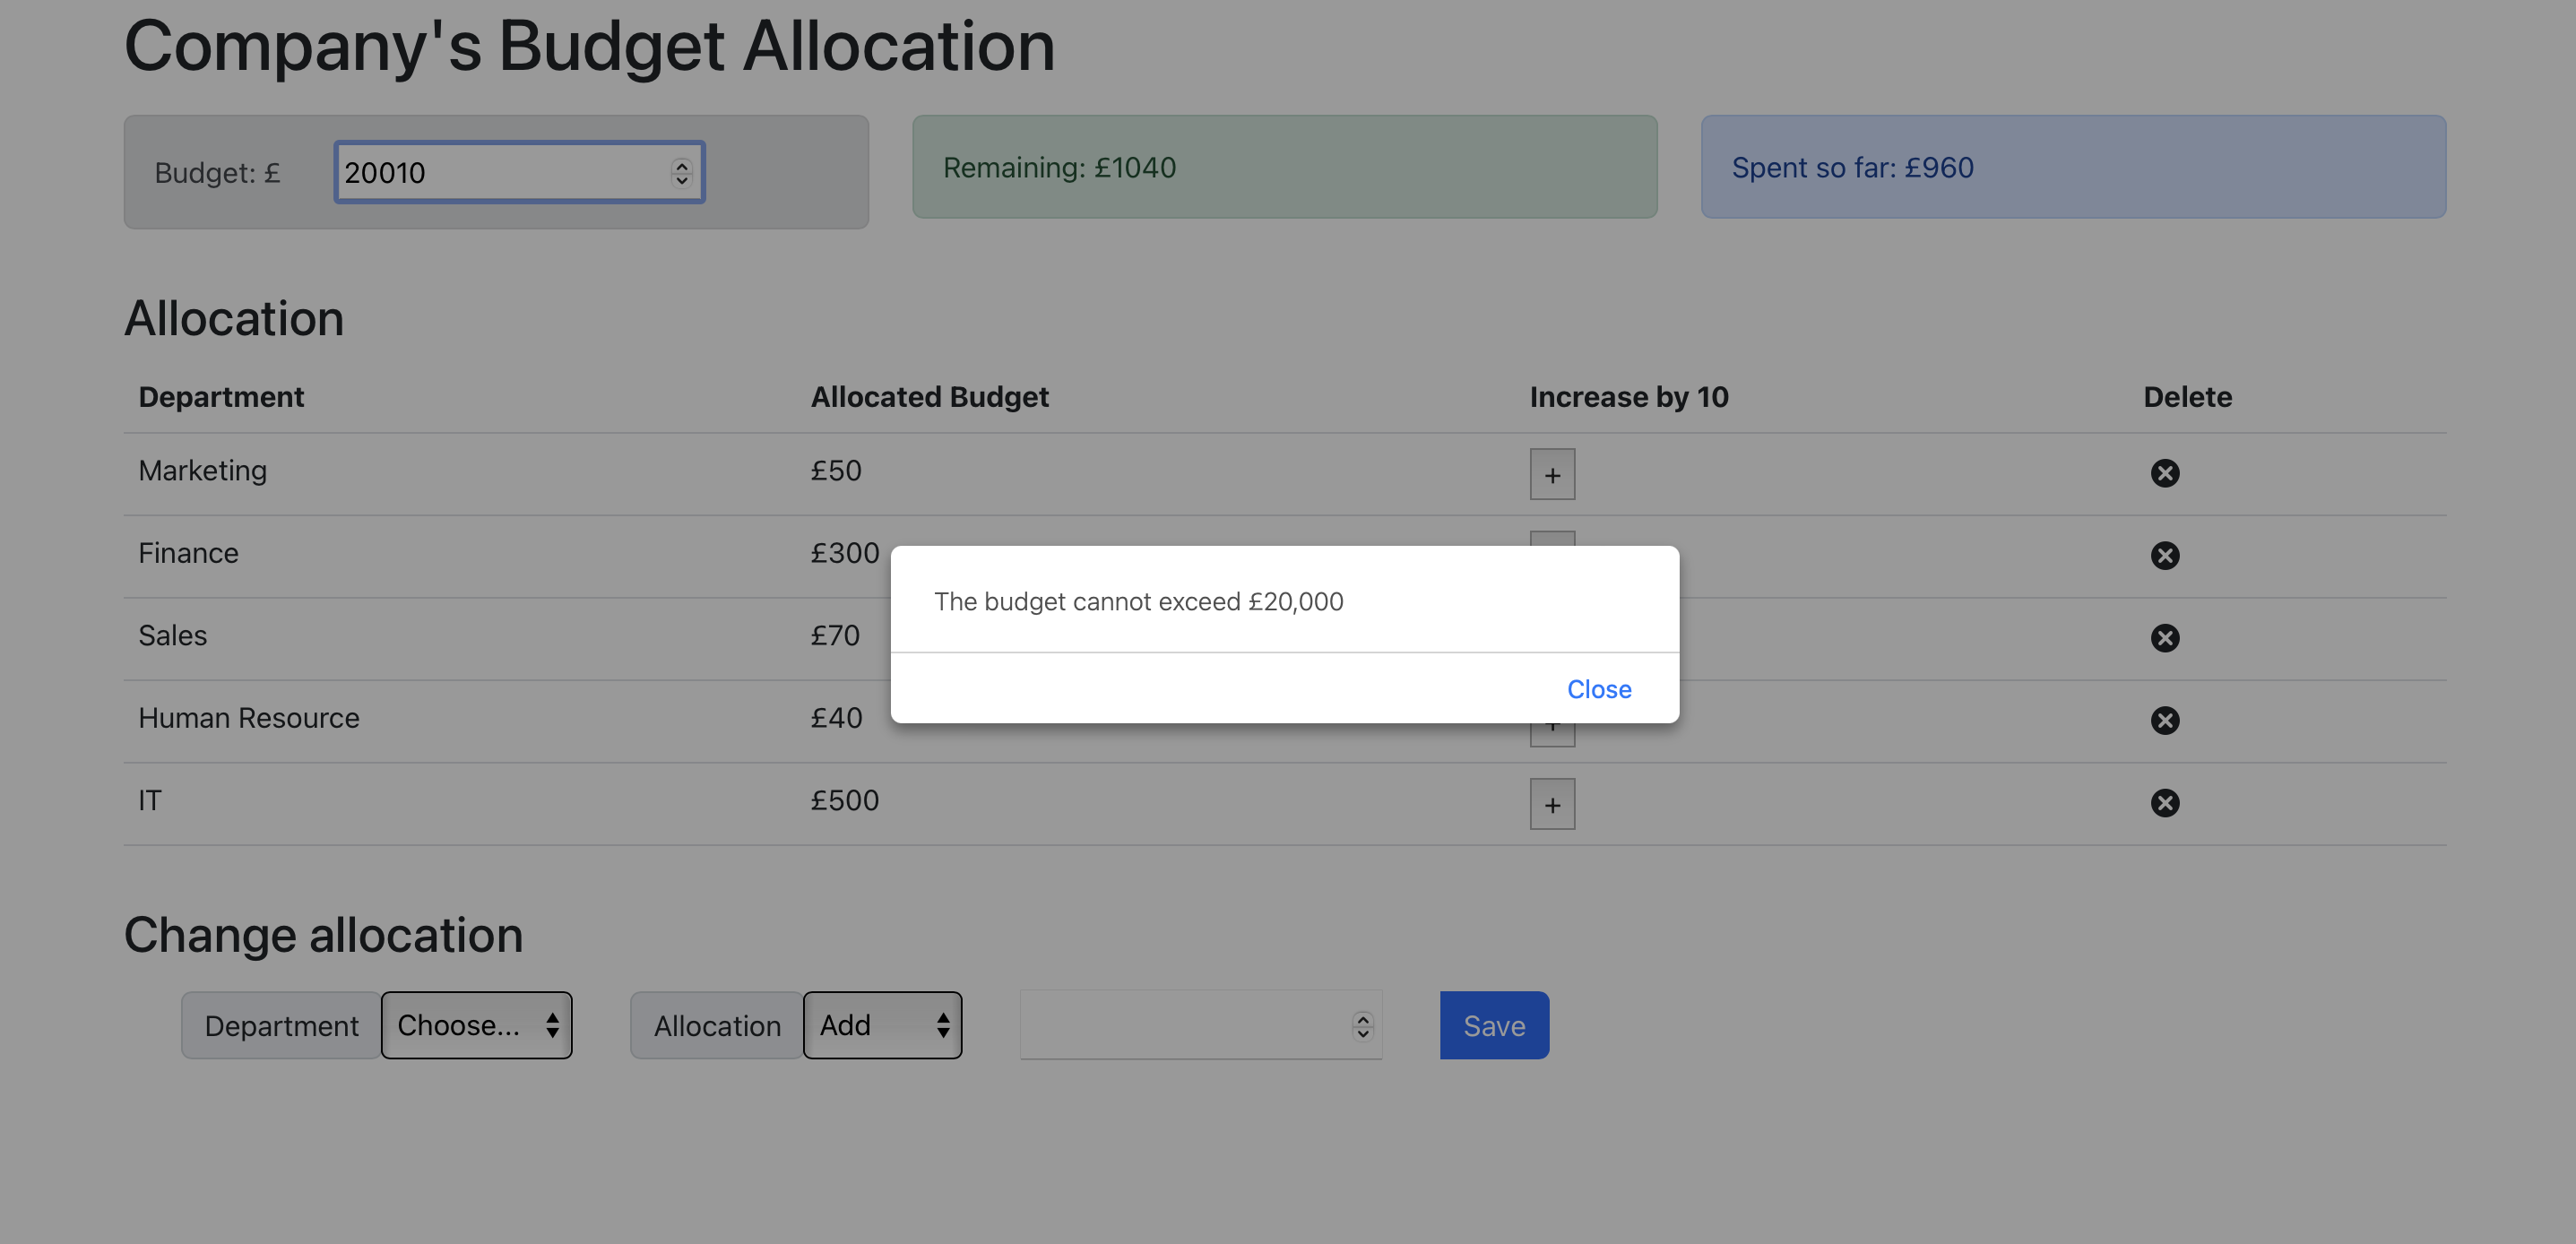 Company's Budget Allocation
Budget: £ 20010
Remaining: £1040
Spent so far: £960
Allocation
Department Allocated Budget Increase by 10 Delete
Marketing £50 +
Finance £300
Sales £70
Human Resource £40 +
IT £500 +
The budget cannot exceed £20,000
Close
Change allocation
Department Choose... Allocation Add Save